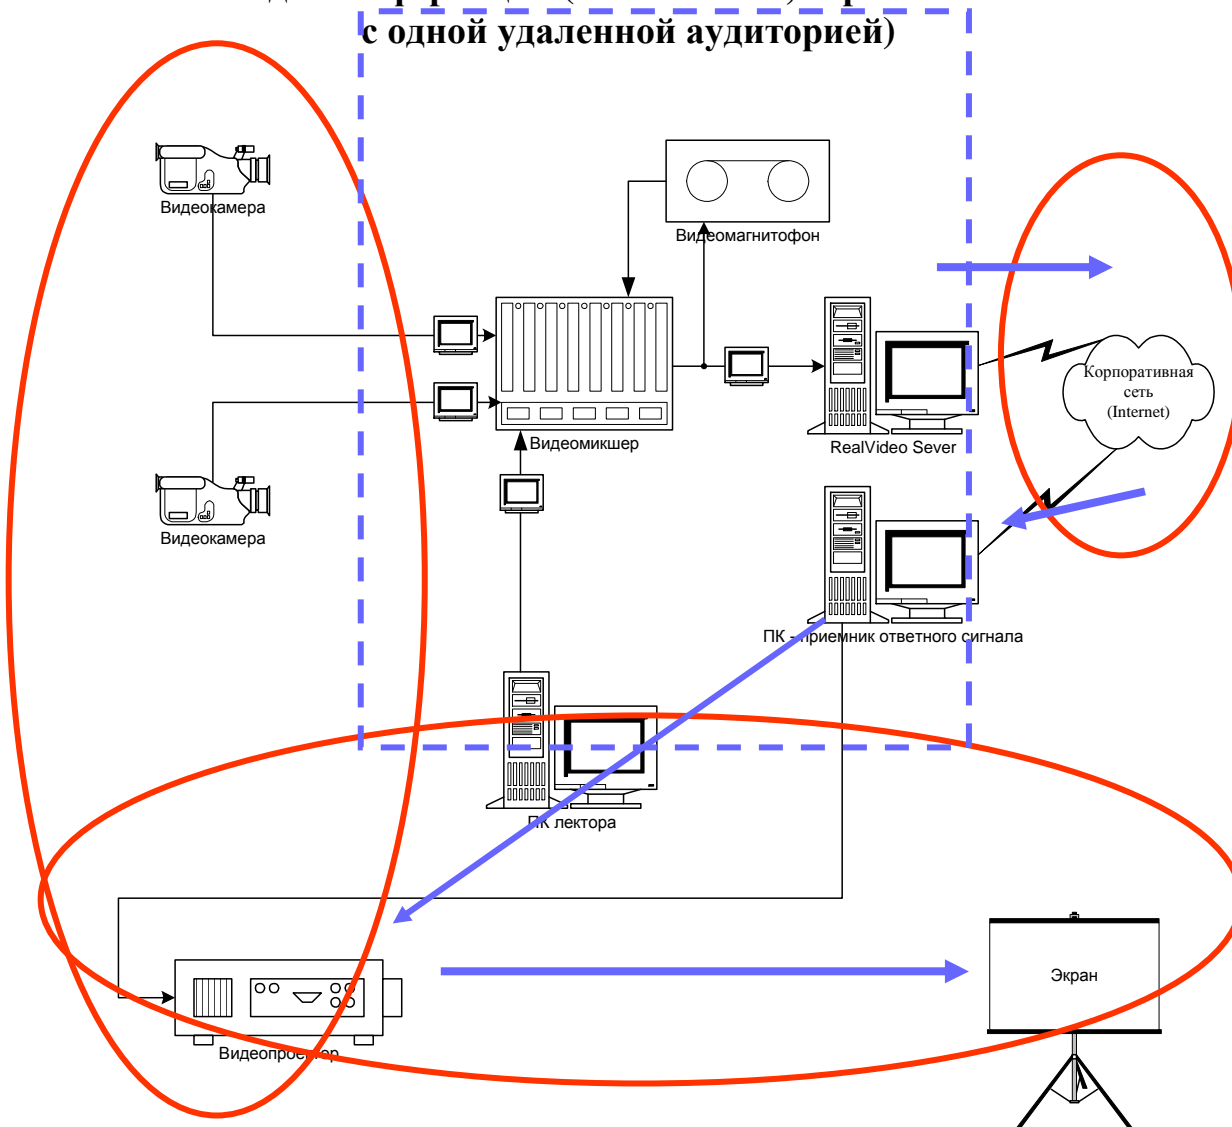 с одной удаленной аудиторией)
Видеокамера
Видеомагнитофон
Корпоративная
сеть
(Internet)
Видеомикшер
RealVideo Sever
Видеокамера
ПК - приемник ответного сигнала
ПК лектора
Экран
Видеопроектор